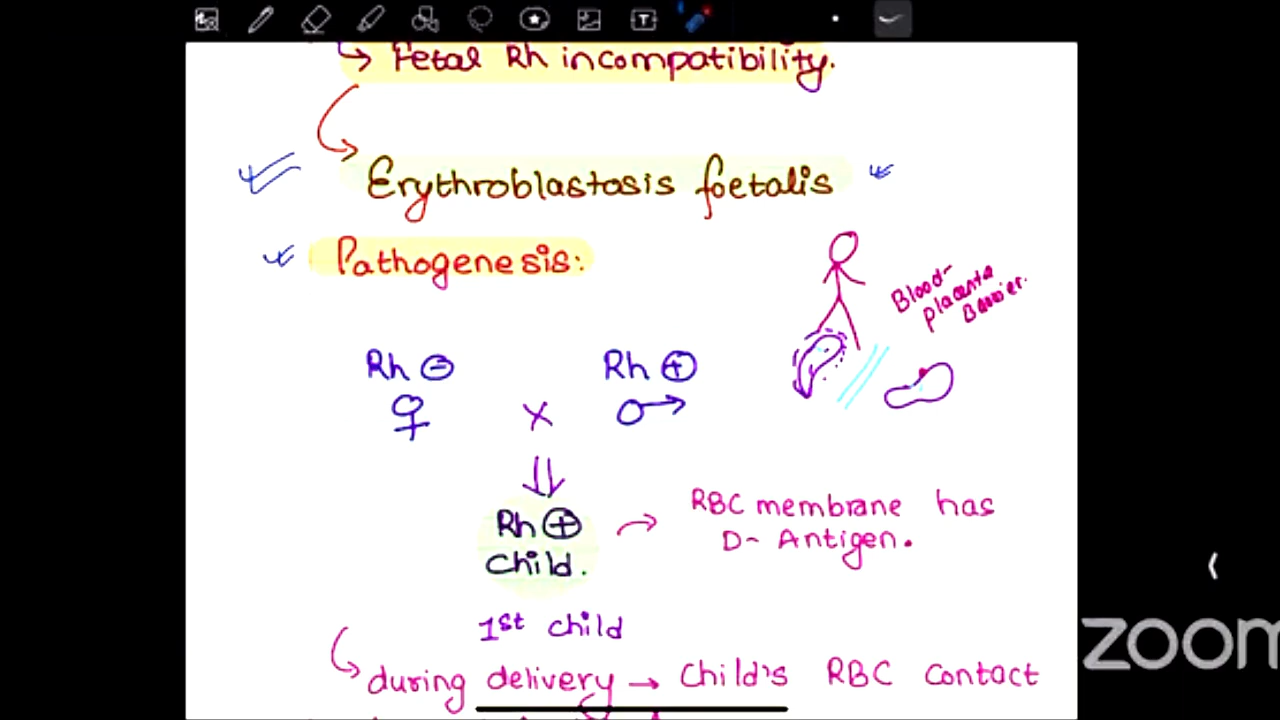 ↳ Fetal Rh incompatibility.
Erythroblastosis foetalis
Pathogenesis:
Blood-
placenta
Barrier.
Rh ⊖
Rh ⊕
♀ X ♂
Rh ⊕
Child.
RBC membrane has
D- Antigen.
1st child
during delivery → Child's RBC contact
zoom